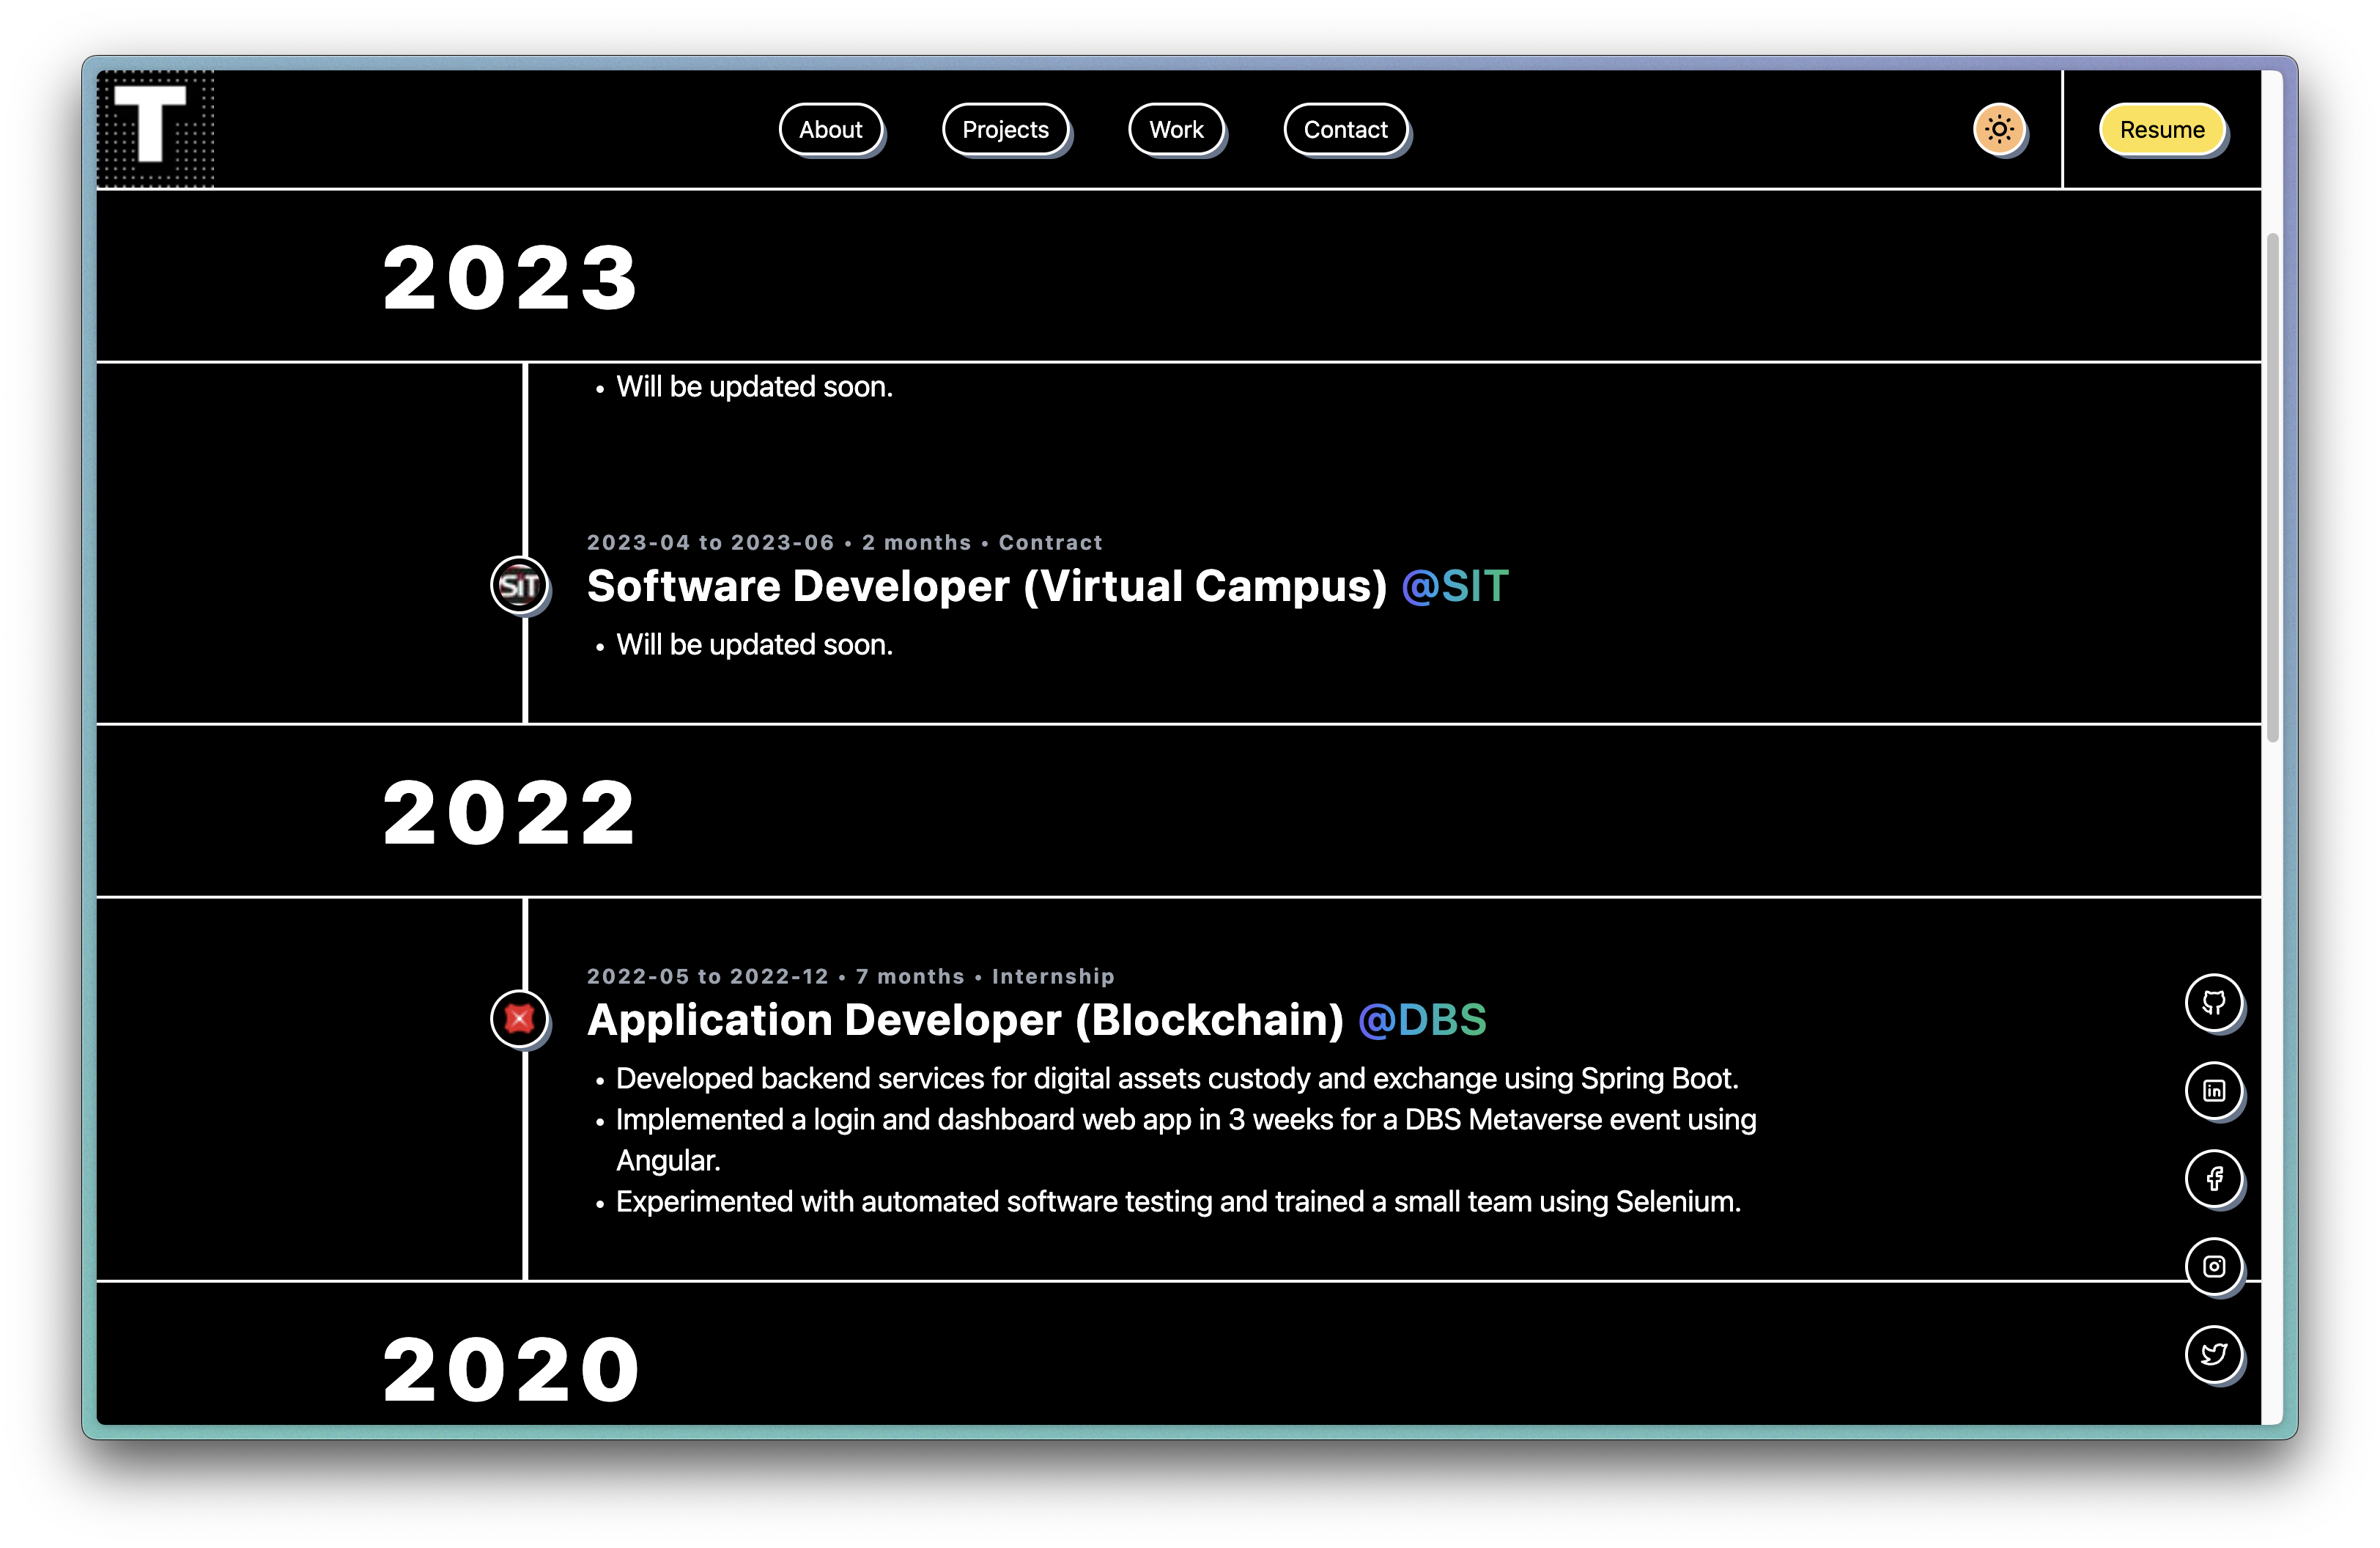 T
About
Projects
Work
Contact
Resume
2023
• Will be updated soon.
2023-04 to 2023-06 • 2 months • Contract
SiT
Software Developer (Virtual Campus) @SIT
• Will be updated soon.
2022
2022-05 to 2022-12 • 7 months • Internship
Application Developer (Blockchain) @DBS
• Developed backend services for digital assets custody and exchange using Spring Boot.
• Implemented a login and dashboard web app in 3 weeks for a DBS Metaverse event using
Angular.
• Experimented with automated software testing and trained a small team using Selenium.
2020